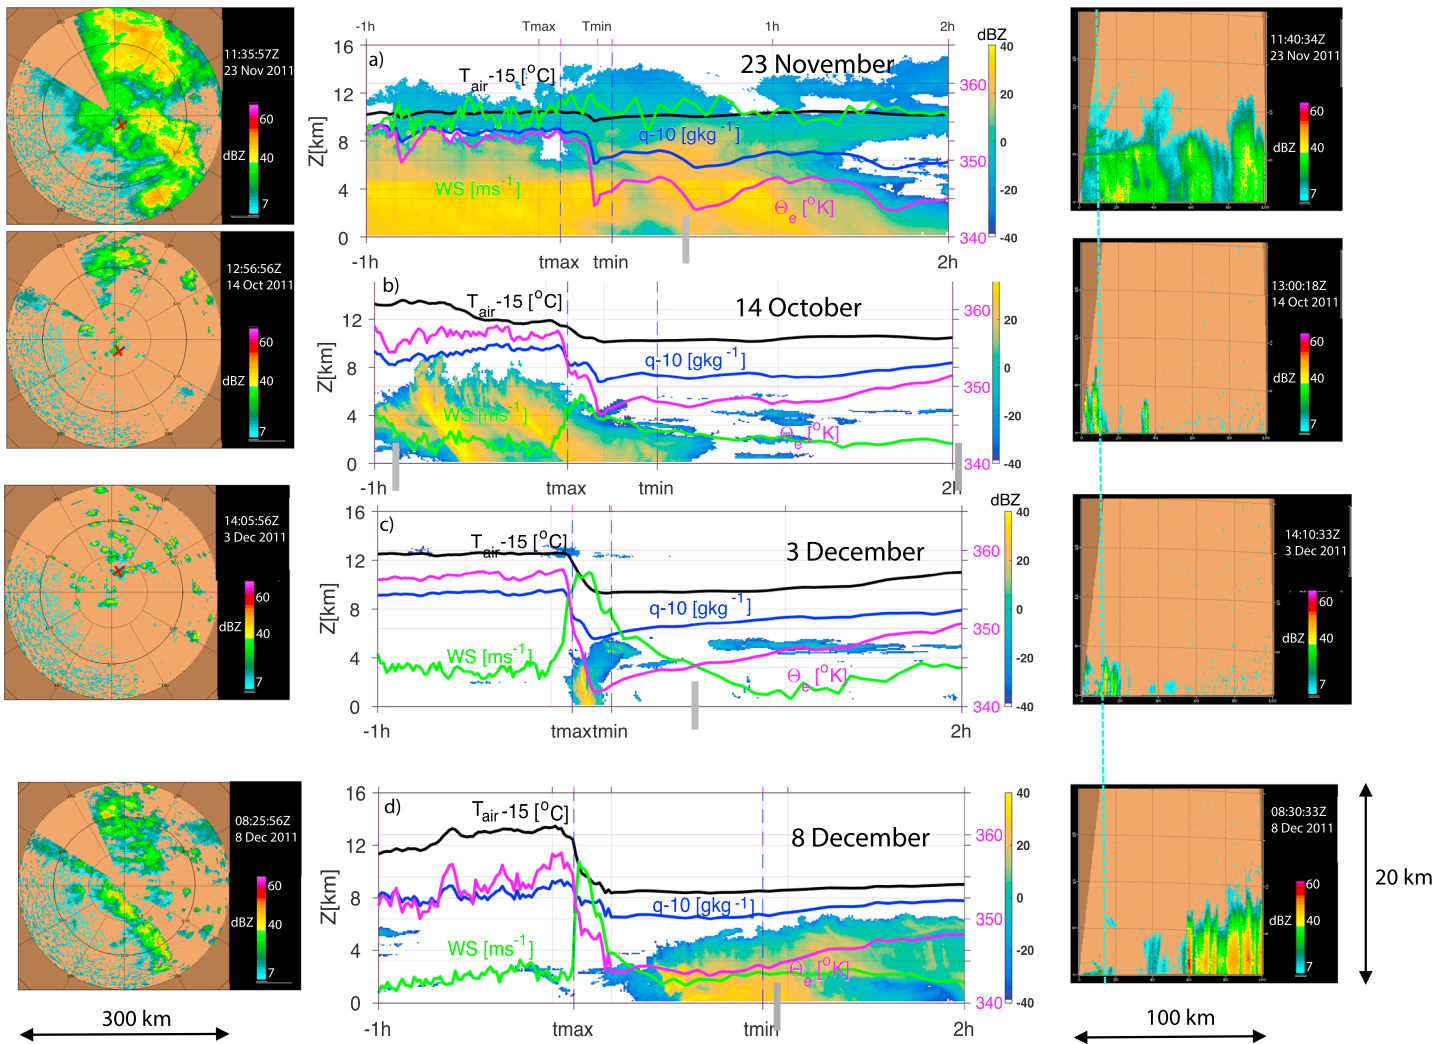 -1h Tmax Tmin 1h 2h
dBZ
11:35:57Z
23 Nov 2011
60
dBZ 40
7
a)
T air -15 [°C]
23 November
q-10 [gkg-1]
WS [ms-1]
Θe [°K]
Z[km]
16
12
8
4
0
360
350
340
40
20
0
-20
-40
-1h tmax tmin 2h
11:40:34Z
23 Nov 2011
60
dBZ 40
7
12:56:56Z
14 Oct 2011
60
dBZ 40
7
b)
T air -15 [°C]
14 October
q-10 [gkg-1]
WS [ms-1]
Θe [°K]
Z[km]
12
8
4
0
360
350
340
20
0
-20
-40
-1h tmax tmin 2h
13:00:18Z
14 Oct 2011
60
dBZ 40
7
dBZ
14:05:56Z
3 Dec 2011
60
dBZ 40
7
c)
T air -15 [°C]
3 December
q-10 [gkg-1]
WS [ms-1]
Θe [°K]
Z[km]
16
12
8
4
0
360
350
340
40
20
0
-20
-40
-1h tmax tmin 2h
14:10:33Z
3 Dec 2011
60
dBZ 40
7
08:25:56Z
8 Dec 2011
60
dBZ 40
7
d)
Tair -15 [°C]
8 December
q-10 [gkg-1]
WS [ms-1]
Θe [°K]
Z[km]
16
12
8
4
0
360
350
340
40
20
0
-20
-40
-1h tmax tmin 2h
08:30:33Z
8 Dec 2011
60
dBZ 40
7
20 km
300 km
100 km